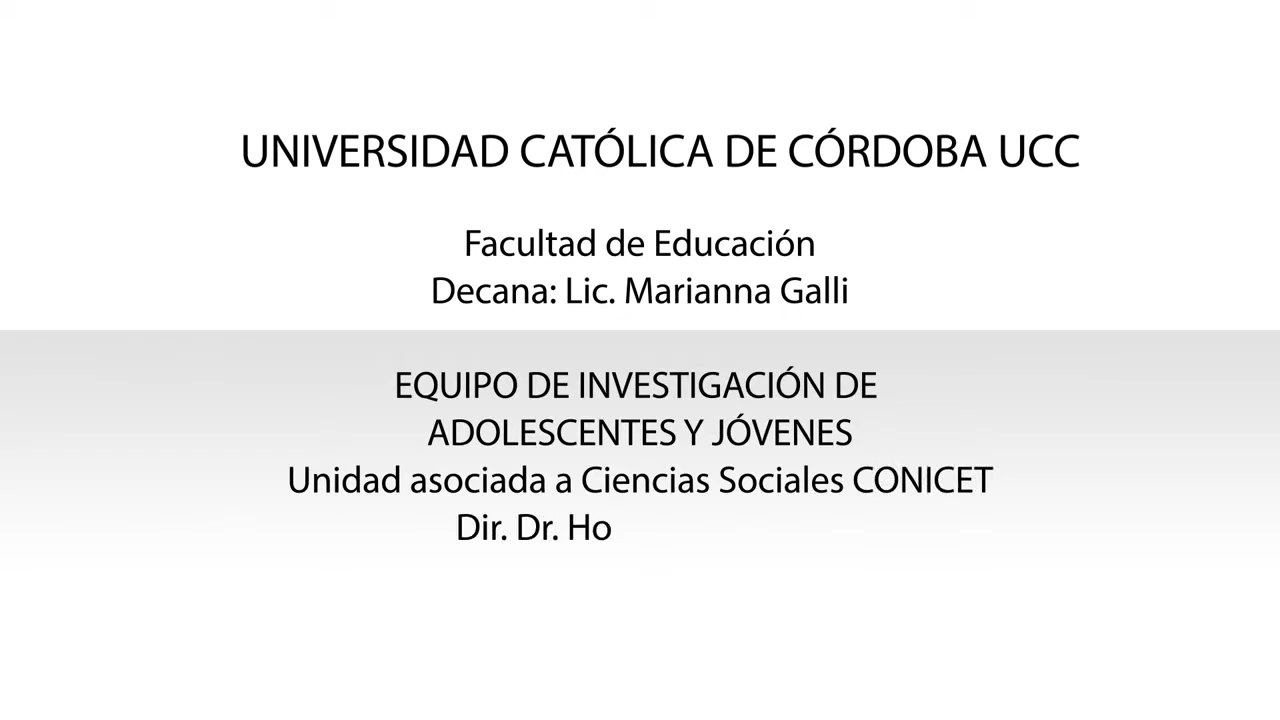 UNIVERSIDAD CATÓLICA DE CÓRDOBA UCC
Facultad de Educación
Decana: Lic. Marianna Galli
EQUIPO DE INVESTIGACIÓN DE
ADOLESCENTES Y JÓVENES
Unidad asociada a Ciencias Sociales CONICET
Dir. Dr. Ho